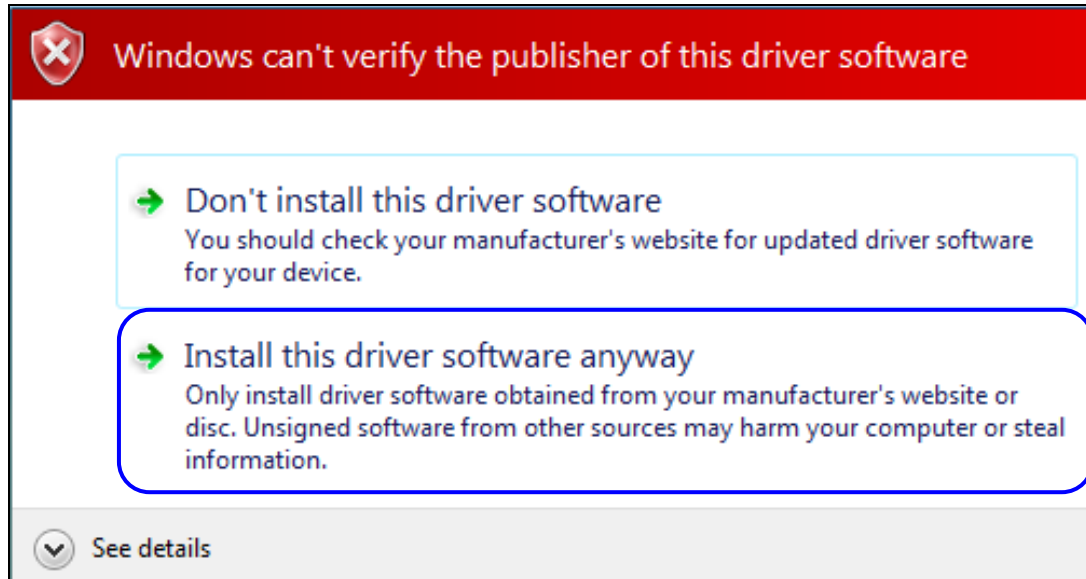 Windows can't verify the publisher of this driver software
Don't install this driver software
You should check your manufacturer's website for updated driver software
for your device.
Install this driver software anyway
Only install driver software obtained from your manufacturer's website or
disc. Unsigned software from other sources may harm your computer or steal
information.
See details